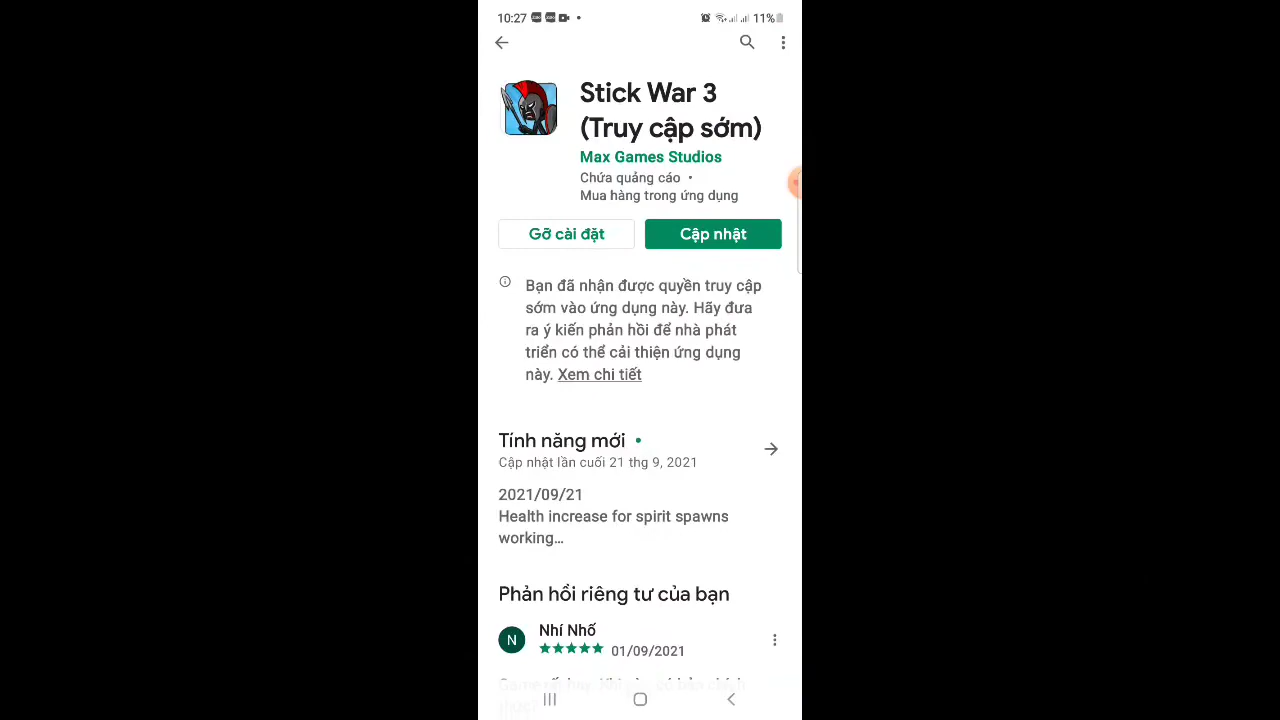 10:27
11%
Stick War 3
(Truy cập sớm)
Max Games Studios
Chứa quảng cáo •
Mua hàng trong ứng dụng
Gỡ cài đặt
Cập nhật
Bạn đã nhận được quyền truy cập
sớm vào ứng dụng này. Hãy đưa
ra ý kiến phản hồi để nhà phát
triển có thể cải thiện ứng dụng
này. Xem chi tiết
Tính năng mới •
Cập nhật lần cuối 21 thg 9, 2021
2021/09/21
Health increase for spirit spawns
working...
Phản hồi riêng tư của bạn
N
Nhí Nhố
01/09/2021